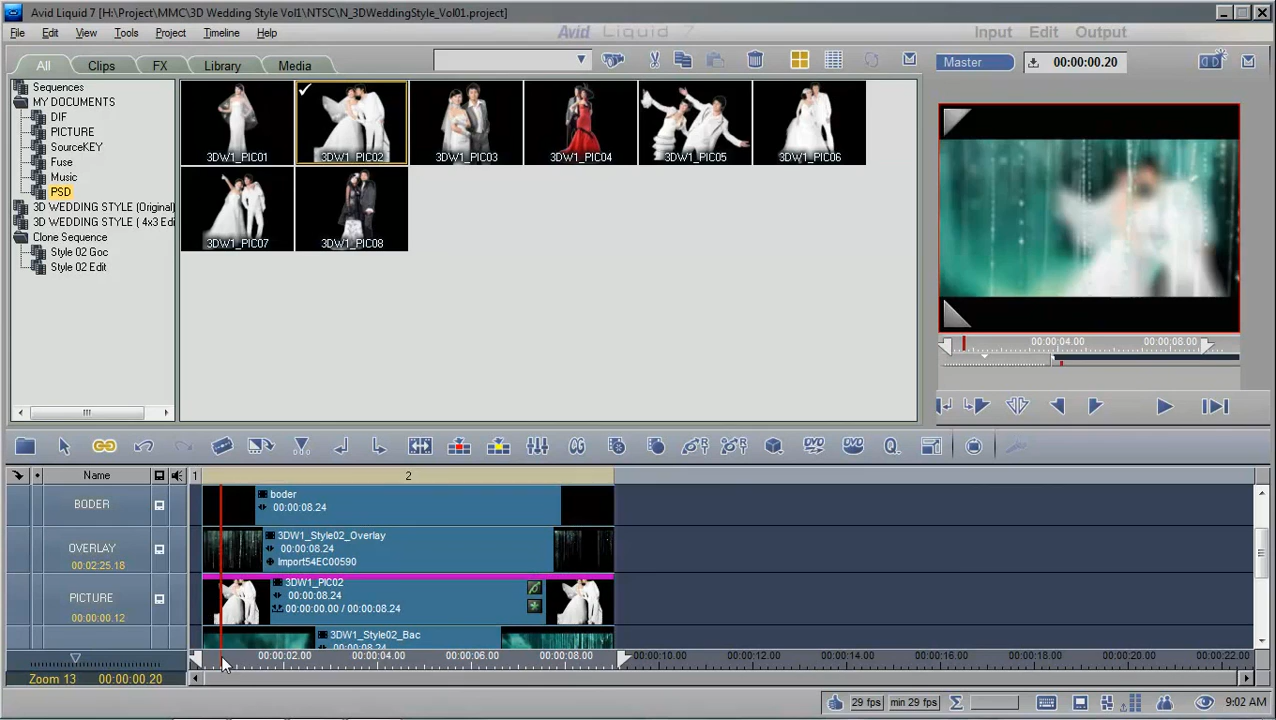 Avid Liquid 7 [H:\Project\MMC\3D Wedding Style Vol1\NTSC\N_3DWeddingStyle_Vol01.project]
File Edit View Tools Project Timeline Help
Avid Liquid 7
Input Edit Output
All Clips FX Library Media
Master 00:00:00.20
Sequences
MY DOCUMENTS
DIF
PICTURE
SourceKEY
Fuse
Music
PSD
3D WEDDING STYLE (Original)
3D WEDDING STYLE ( 4x3 Edi
Clone Sequence
Style 02 Goc
Style 02 Edit
3DW1_PIC01 3DW1_PIC02 3DW1_PIC03 3DW1_PIC04 3DW1_PIC05 3DW1_PIC06
3DW1_PIC07 3DW1_PIC08
00:00:04.00 00:00:08.00
CG DVD DVD Q
Name 1 2
BODER
boder
00:00:08.24
OVERLAY
00:02:25.18
3DW1_Style02_Overlay
00:00:08.24
Import54EC00590
PICTURE
00:00:00.12
3DW1_PIC02
00:00:08.24
00:00:00.00 / 00:00:08.24
3DW1_Style02_Bac
00:00:02.00 00:00:04.00 00:00:06.00 00:00:08.00 00:00:10.00 00:00:12.00 00:00:14.00 00:00:16.00 00:00:18.00 00:00:20.00 00:00:22.00
Zoom 13 00:00:00.20
29 fps min 29 fps Σ 9:02 AM